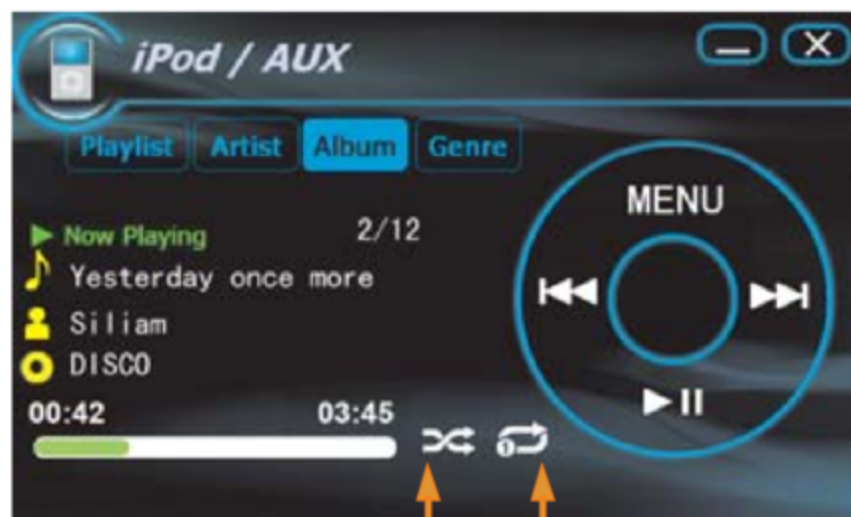 iPod / AUX
Playlist Artist Album Genre
MENU
Now Playing 2/12
Yesterday once more
Siliam
DISCO
00:42 03:45
1